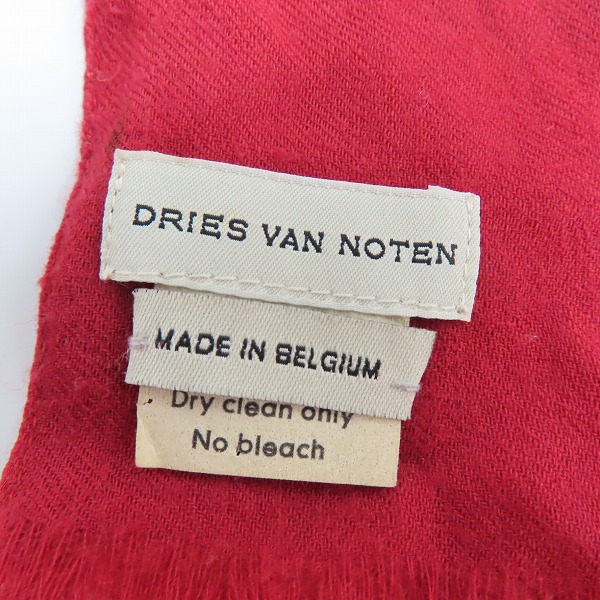 DRIES VAN NOTEN
MADE IN BELGIUM
Dry clean only
No bleach